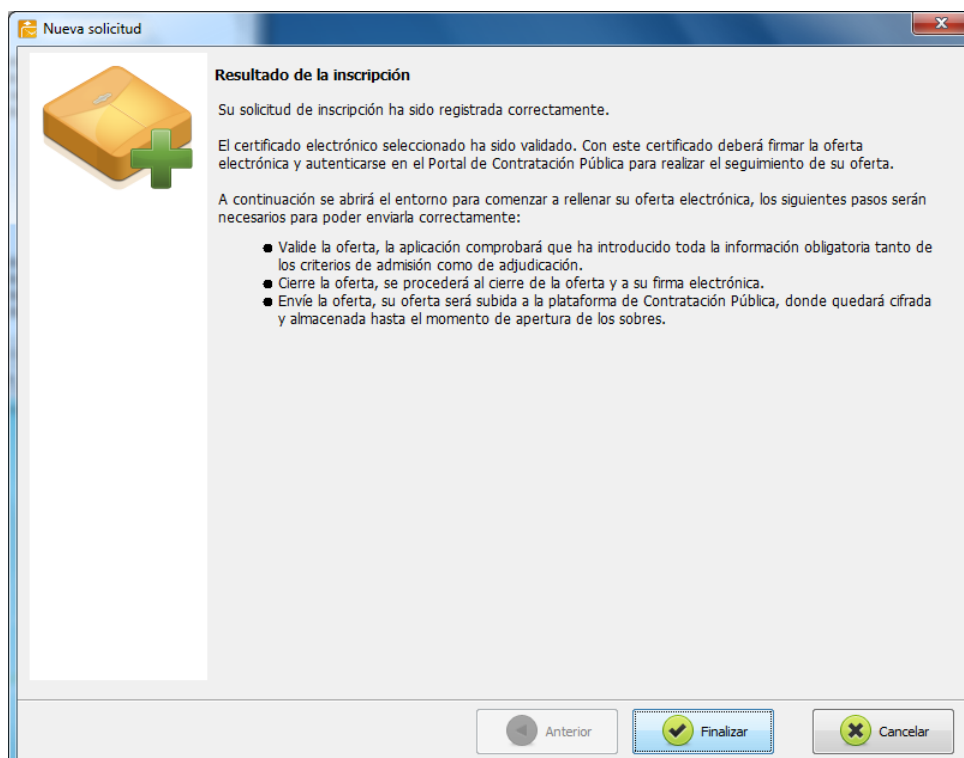 Nueva solicitud
Resultado de la inscripción
Su solicitud de inscripción ha sido registrada correctamente.
El certificado electrónico seleccionado ha sido validado. Con este certificado deberá firmar la oferta
electrónica y autenticarse en el Portal de Contratación Pública para realizar el seguimiento de su oferta.
A continuación se abrirá el entorno para comenzar a rellenar su oferta electrónica, los siguientes pasos serán
necesarios para poder enviarla correctamente:
● Valide la oferta, la aplicación comprobará que ha introducido toda la información obligatoria tanto de
los criterios de admisión como de adjudicación.
● Cierre la oferta, se procederá al cierre de la oferta y a su firma electrónica.
● Envíe la oferta, su oferta será subida a la plataforma de Contratación Pública, donde quedará cifrada
y almacenada hasta el momento de apertura de los sobres.
Anterior Finalizar Cancelar